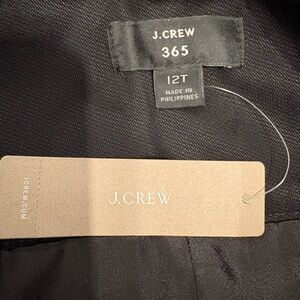 J.CREW
365
12T
MADE IN
PHILIPPINES
J.CREW
JCREW.COM